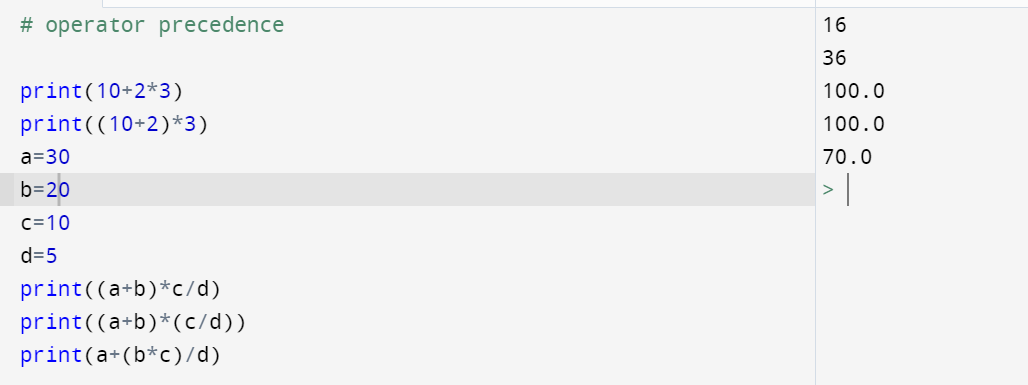 # operator precedence
print(10+2*3)
print((10+2)*3)
a=30
b=20
c=10
d=5
print((a+b)*c/d)
print((a+b)*(c/d))
print(a+(b*c)/d)
16
36
100.0
100.0
70.0
>